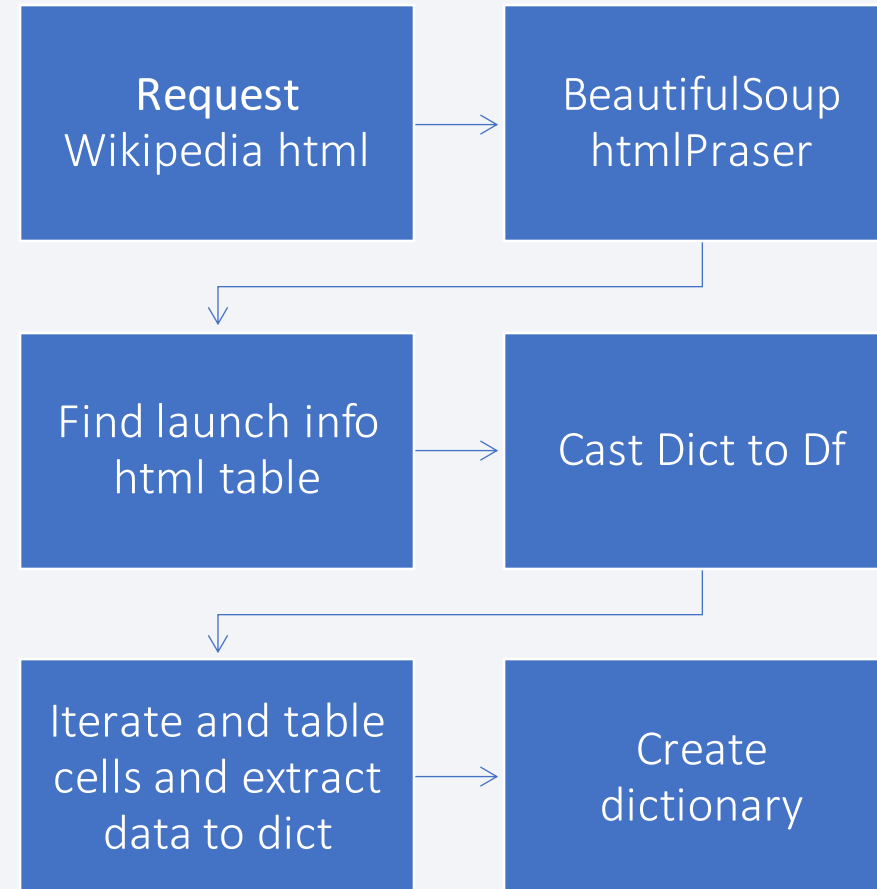 Request
Wikipedia html
BeautifulSoup
htmlPraser
Find launch info
html table
Cast Dict to Df
Iterate and table
cells and extract
data to dict
Create
dictionary